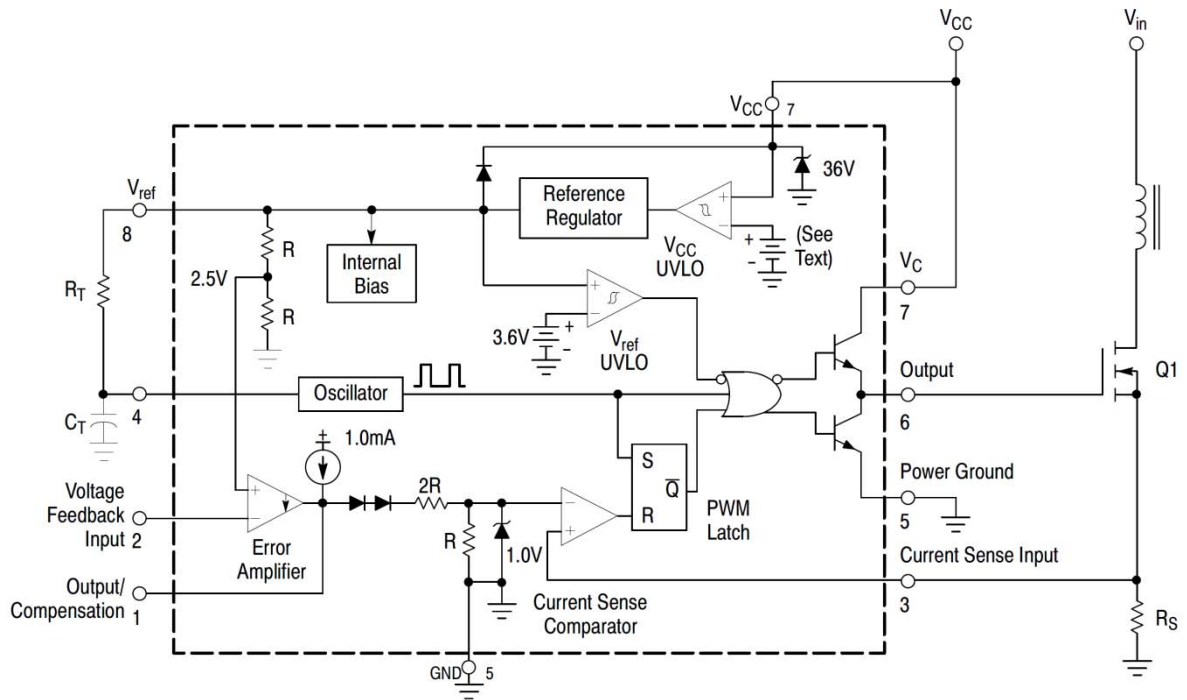 VCC
Vin
VCC
7
36V
Vref
8
Reference
Regulator
+
−
+
−
(See
Text)
VCC
UVLO
R
2.5V
R
Internal
Bias
RT
VC
7
+
−
3.6V
+
−
Vref
UVLO
Output
6
Q1
4
Oscillator
CT
1.0mA
+
−
Voltage
Feedback
Input 2
Error
Amplifier
2R
R
1.0V
−
+
S
Q
R
PWM
Latch
Power Ground
5
Current Sense Input
3
Output/
Compensation 1
Current Sense
Comparator
RS
GND 5